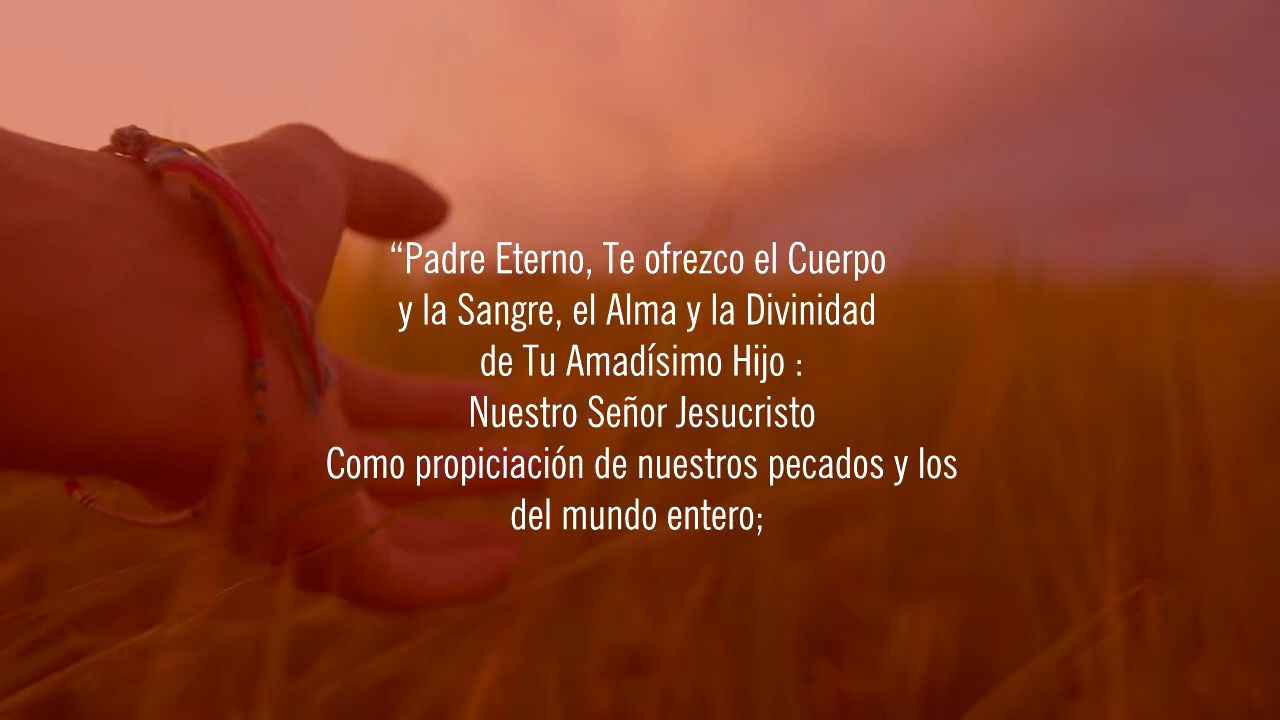 “Padre Eterno, Te ofrezco el Cuerpo
y la Sangre, el Alma y la Divinidad
de Tu Amadísimo Hijo :
Nuestro Señor Jesucristo
Como propiciación de nuestros pecados y los
del mundo entero;